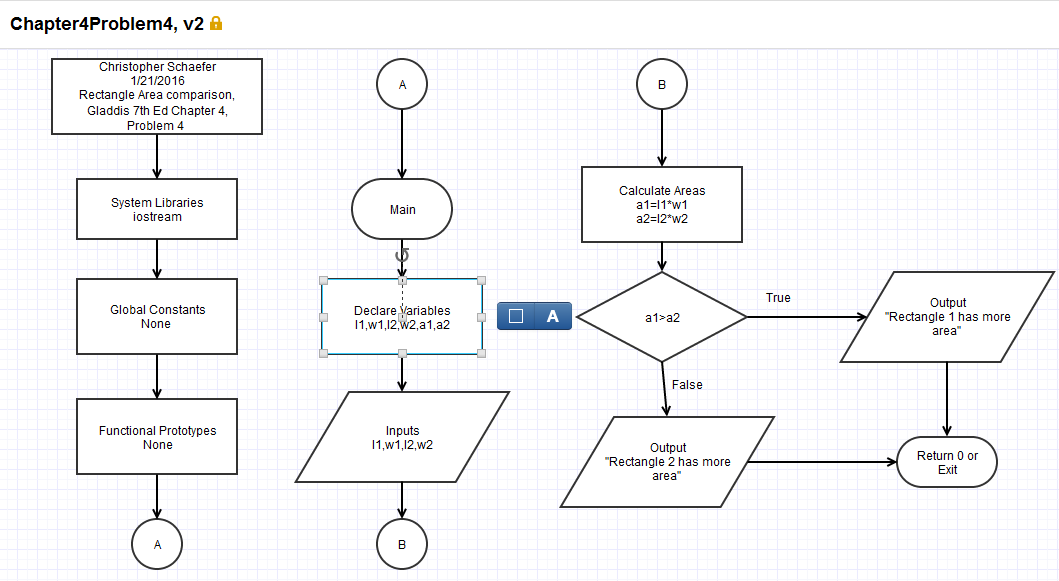 Chapter4Problem4, v2
Christopher Schaefer
1/21/2016
Rectangle Area comparison,
Gladdis 7th Ed Chapter 4,
Problem 4
System Libraries
iostream
Global Constants
None
Functional Prototypes
None
A
A
Main
Declare Variables
l1,w1,l2,w2,a1,a2
A
Inputs
l1,w1,l2,w2
B
B
Calculate Areas
a1=l1*w1
a2=l2*w2
a1>a2
True
False
Output
"Rectangle 1 has more
area"
Output
"Rectangle 2 has more
area"
Return 0 or
Exit